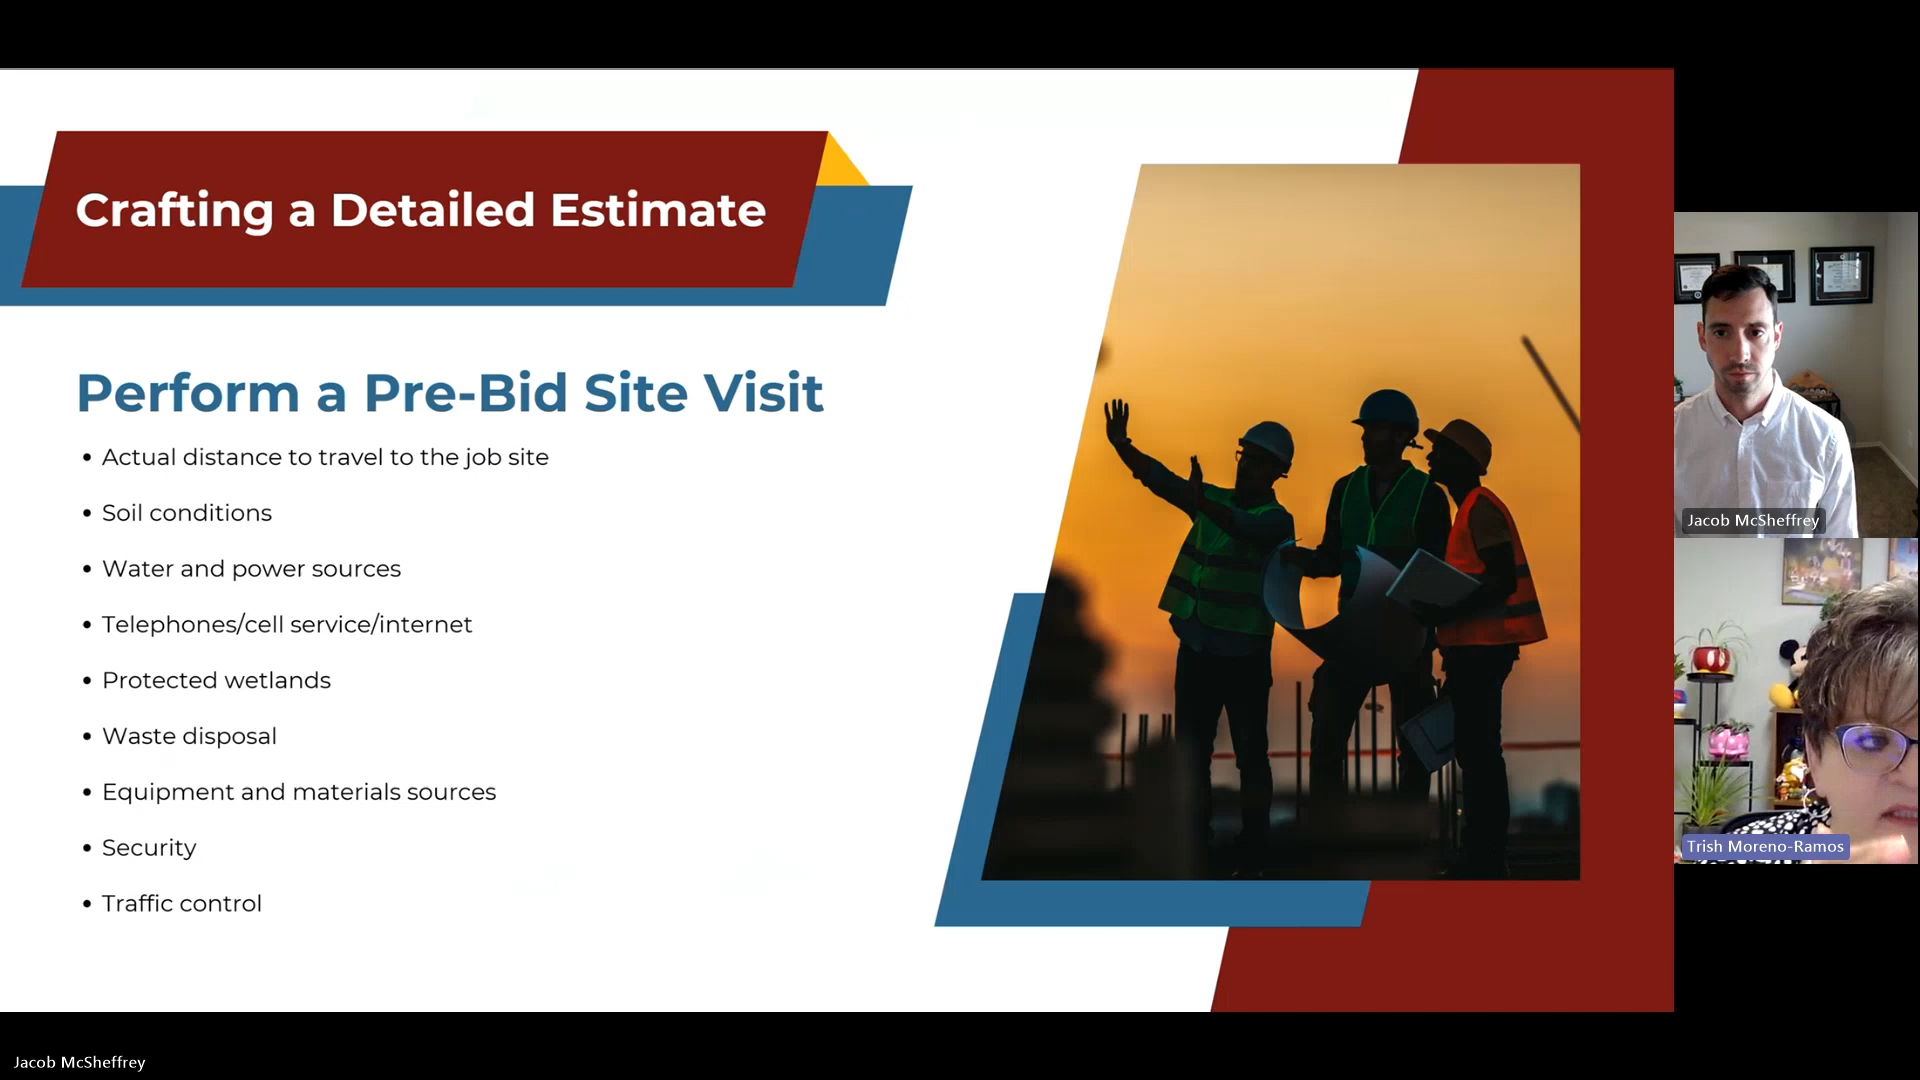 Crafting a Detailed Estimate
Perform a Pre-Bid Site Visit
• Actual distance to travel to the job site
• Soil conditions
• Water and power sources
• Telephones/cell service/internet
• Protected wetlands
• Waste disposal
• Equipment and materials sources
• Security
• Traffic control
Jacob McSheffrey
Trish Moreno-Ramos
Jacob McSheffrey